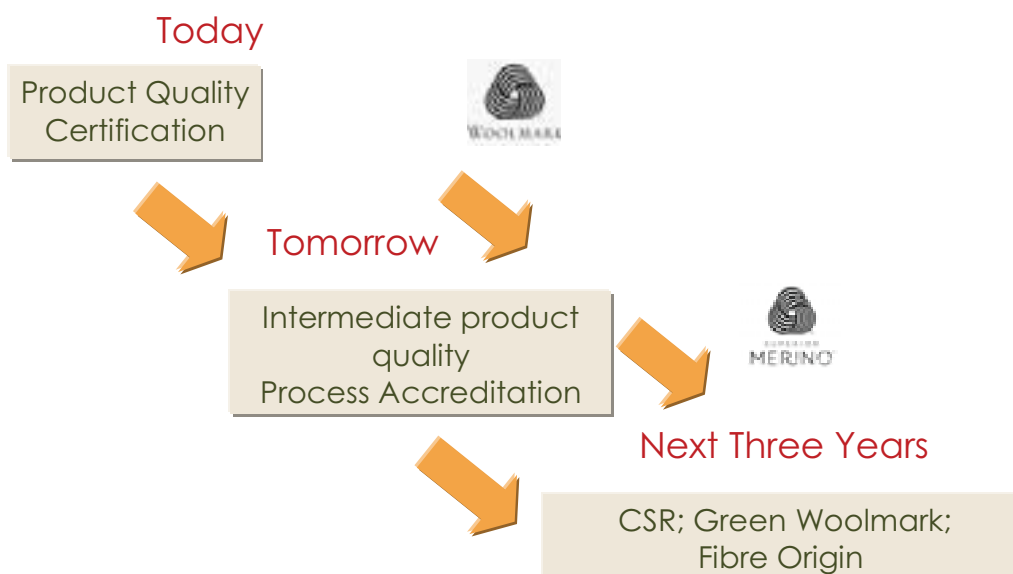 Today
Product Quality
Certification
WOOLMARK
Tomorrow
Intermediate product
quality
Process Accreditation
SUPERIOR
MERINO
Next Three Years
CSR; Green Woolmark;
Fibre Origin